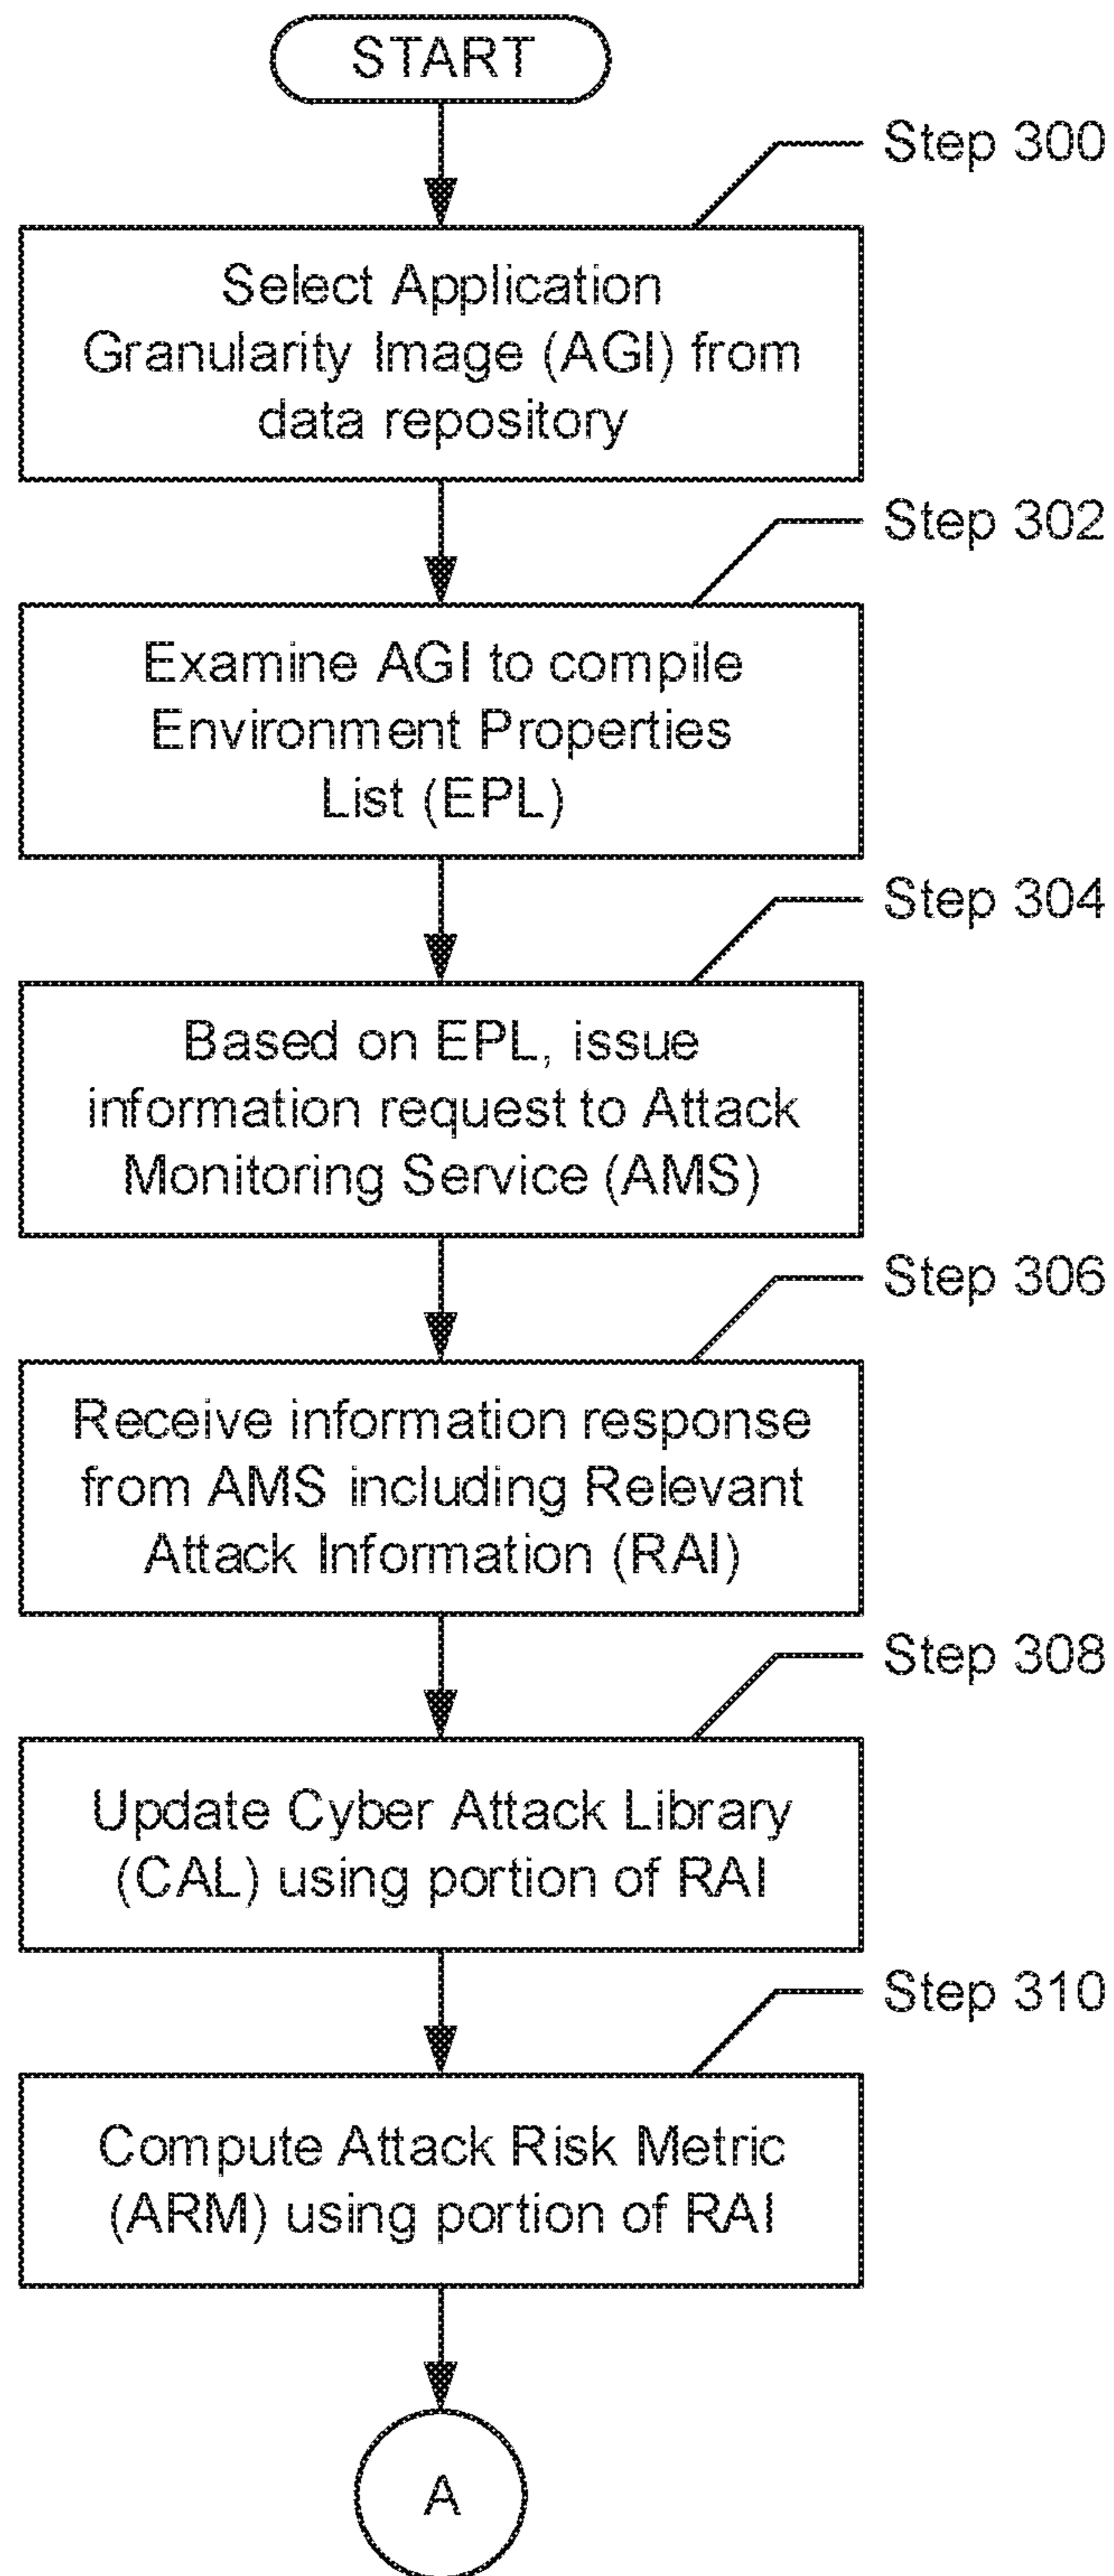 START
Step 300
Select Application
Granularity Image (AGI) from
data repository
Step 302
Examine AGI to compile
Environment Properties
List (EPL)
Step 304
Based on EPL, issue
information request to Attack
Monitoring Service (AMS)
Step 306
Receive information response
from AMS including Relevant
Attack Information (RAI)
Step 308
Update Cyber Attack Library
(CAL) using portion of RAI
Step 310
Compute Attack Risk Metric
(ARM) using portion of RAI
A